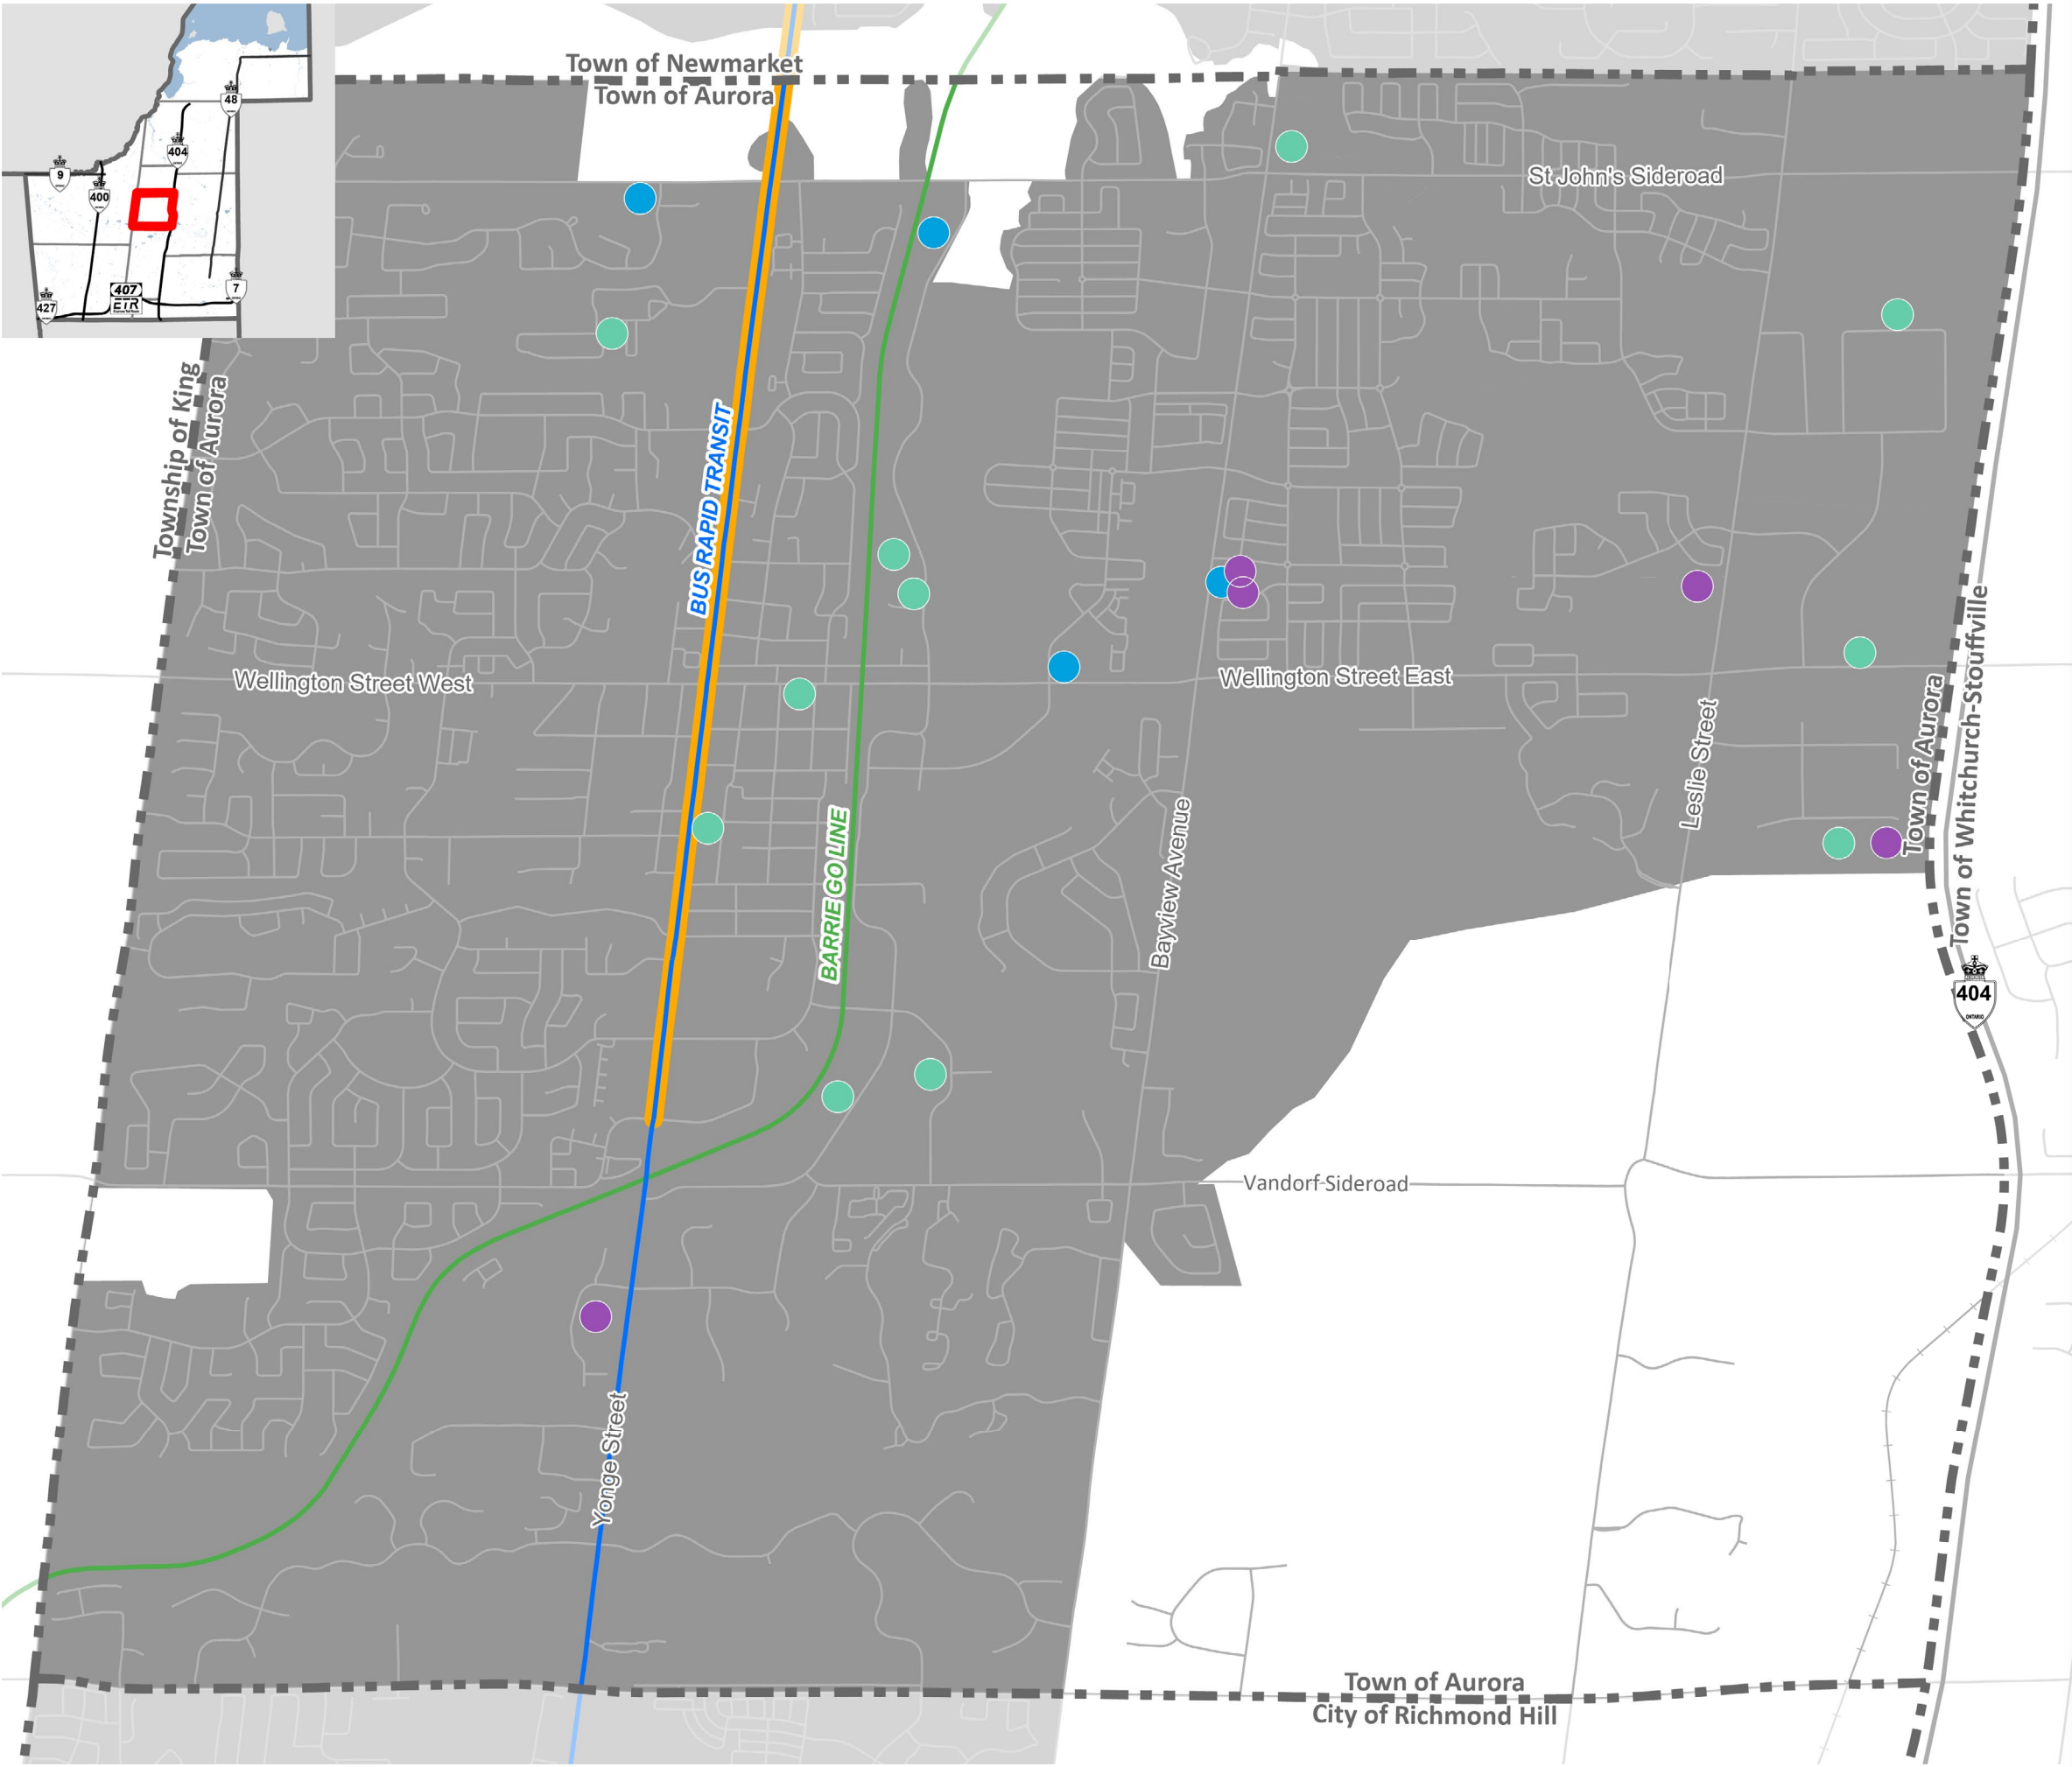 Town of Newmarket
Town of Aurora
48
404
9
400
St John's Sideroad
407
ETR
7
427
Township of King
Town of Aurora
BUS RAPID TRANSIT
Wellington Street West
Wellington Street East
Town of Aurora
Town of Whitchurch-Stouffville
Leslie Street
Bayview Avenue
BARRIE GO LINE
404
ONTARIO
Vandorf Sideroad
Yonge Street
Town of Aurora
City of Richmond Hill